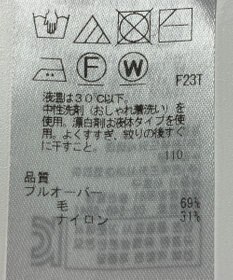 F
W
F23T
液温は30℃以下、
中性洗剤（おしゃれ着洗い）を
使用。漂白剤は液体タイプを使
用。よくすすぎ、絞りの後すぐ
に干すこと。
110
品質
プルオーバー
毛 69%
ナイロン 31%